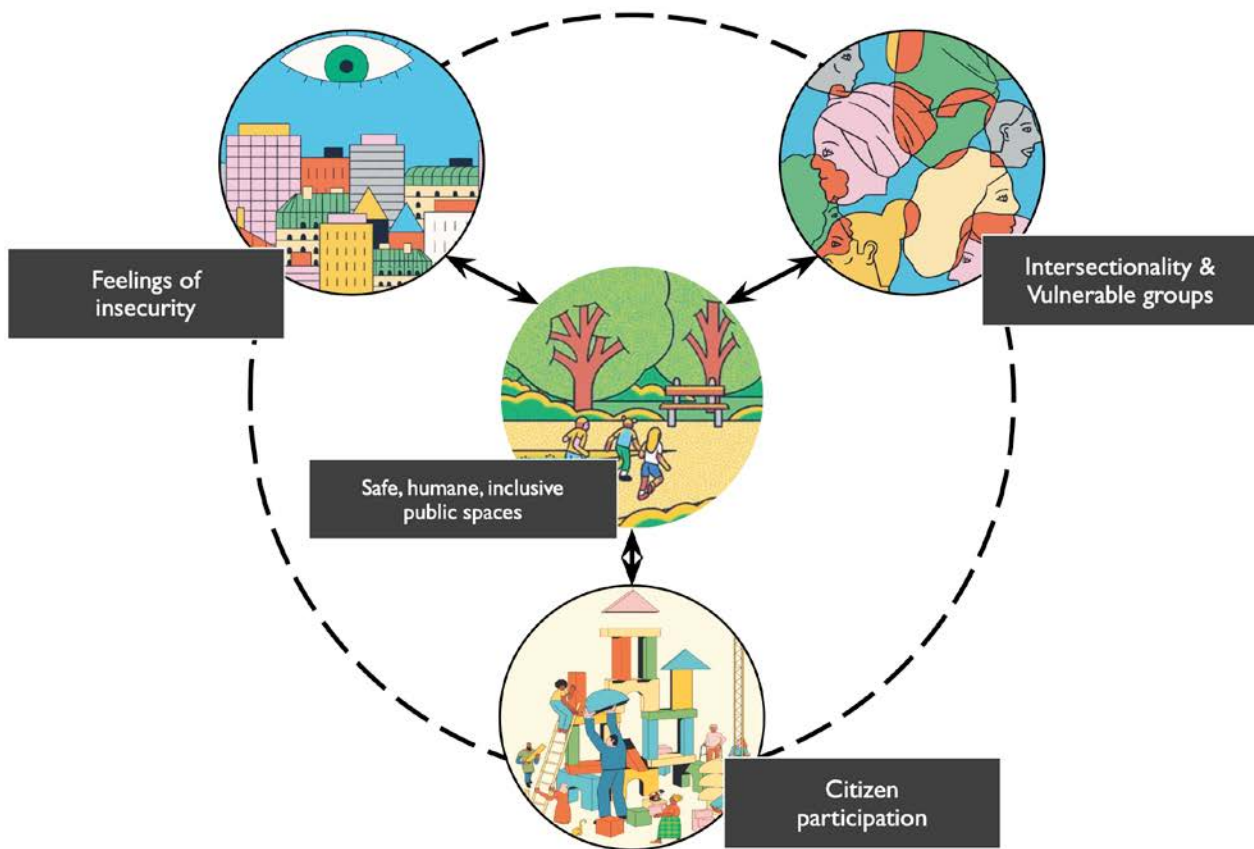 Feelings of
insecurity
Intersectionality &
Vulnerable groups
Safe, humane, inclusive
public spaces
Citizen
participation